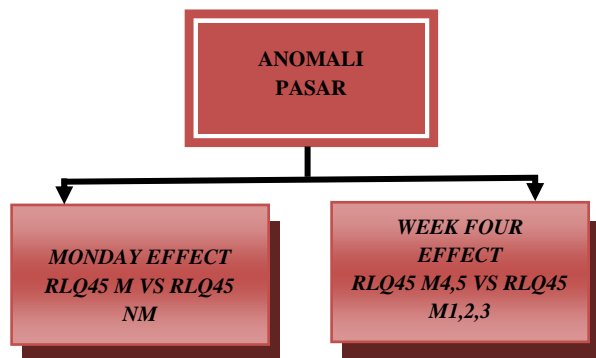 ANOMALI
PASAR
MONDAY EFFECT
RLQ45 M VS RLQ45
NM
WEEK FOUR
EFFECT
RLQ45 M4,5 VS RLQ45
M1,2,3